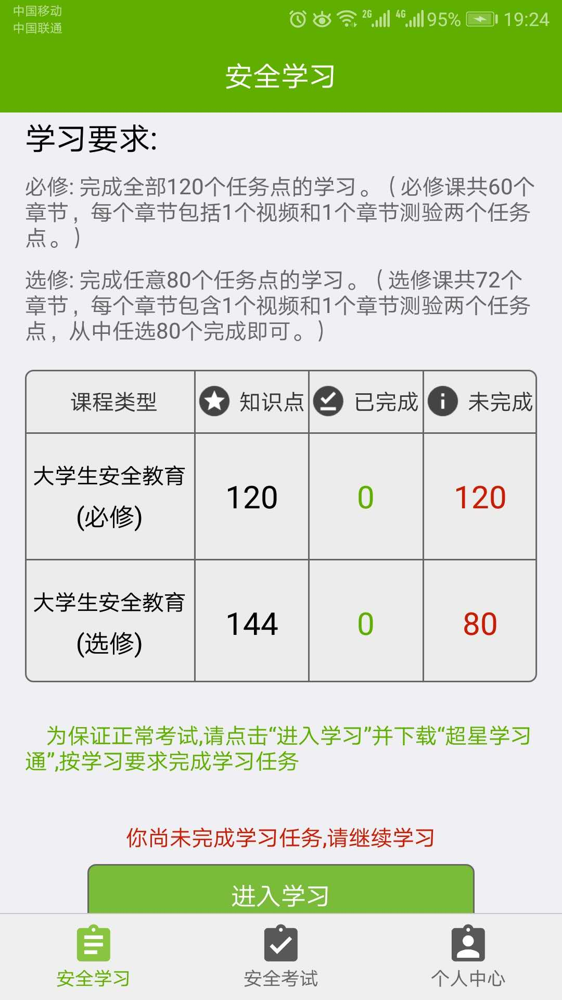 中国移动
中国联通
2G 4G 95% 19:24
安全学习
学习要求:
必修: 完成全部120个任务点的学习。（必修课共60个
章节，每个章节包括1个视频和1个章节测验两个任务
点。）
选修: 完成任意80个任务点的学习。（选修课共72个
章节，每个章节包含1个视频和1个章节测验两个任务
点，从中任选80个完成即可。）
课程类型 知识点 已完成 未完成
大学生安全教育
(必修)
120 0 120
大学生安全教育
(选修)
144 0 80
为保证正常考试,请点击“进入学习”并下载“超星学习
通”,按学习要求完成学习任务
你尚未完成学习任务,请继续学习
进入学习
安全学习 安全考试 个人中心